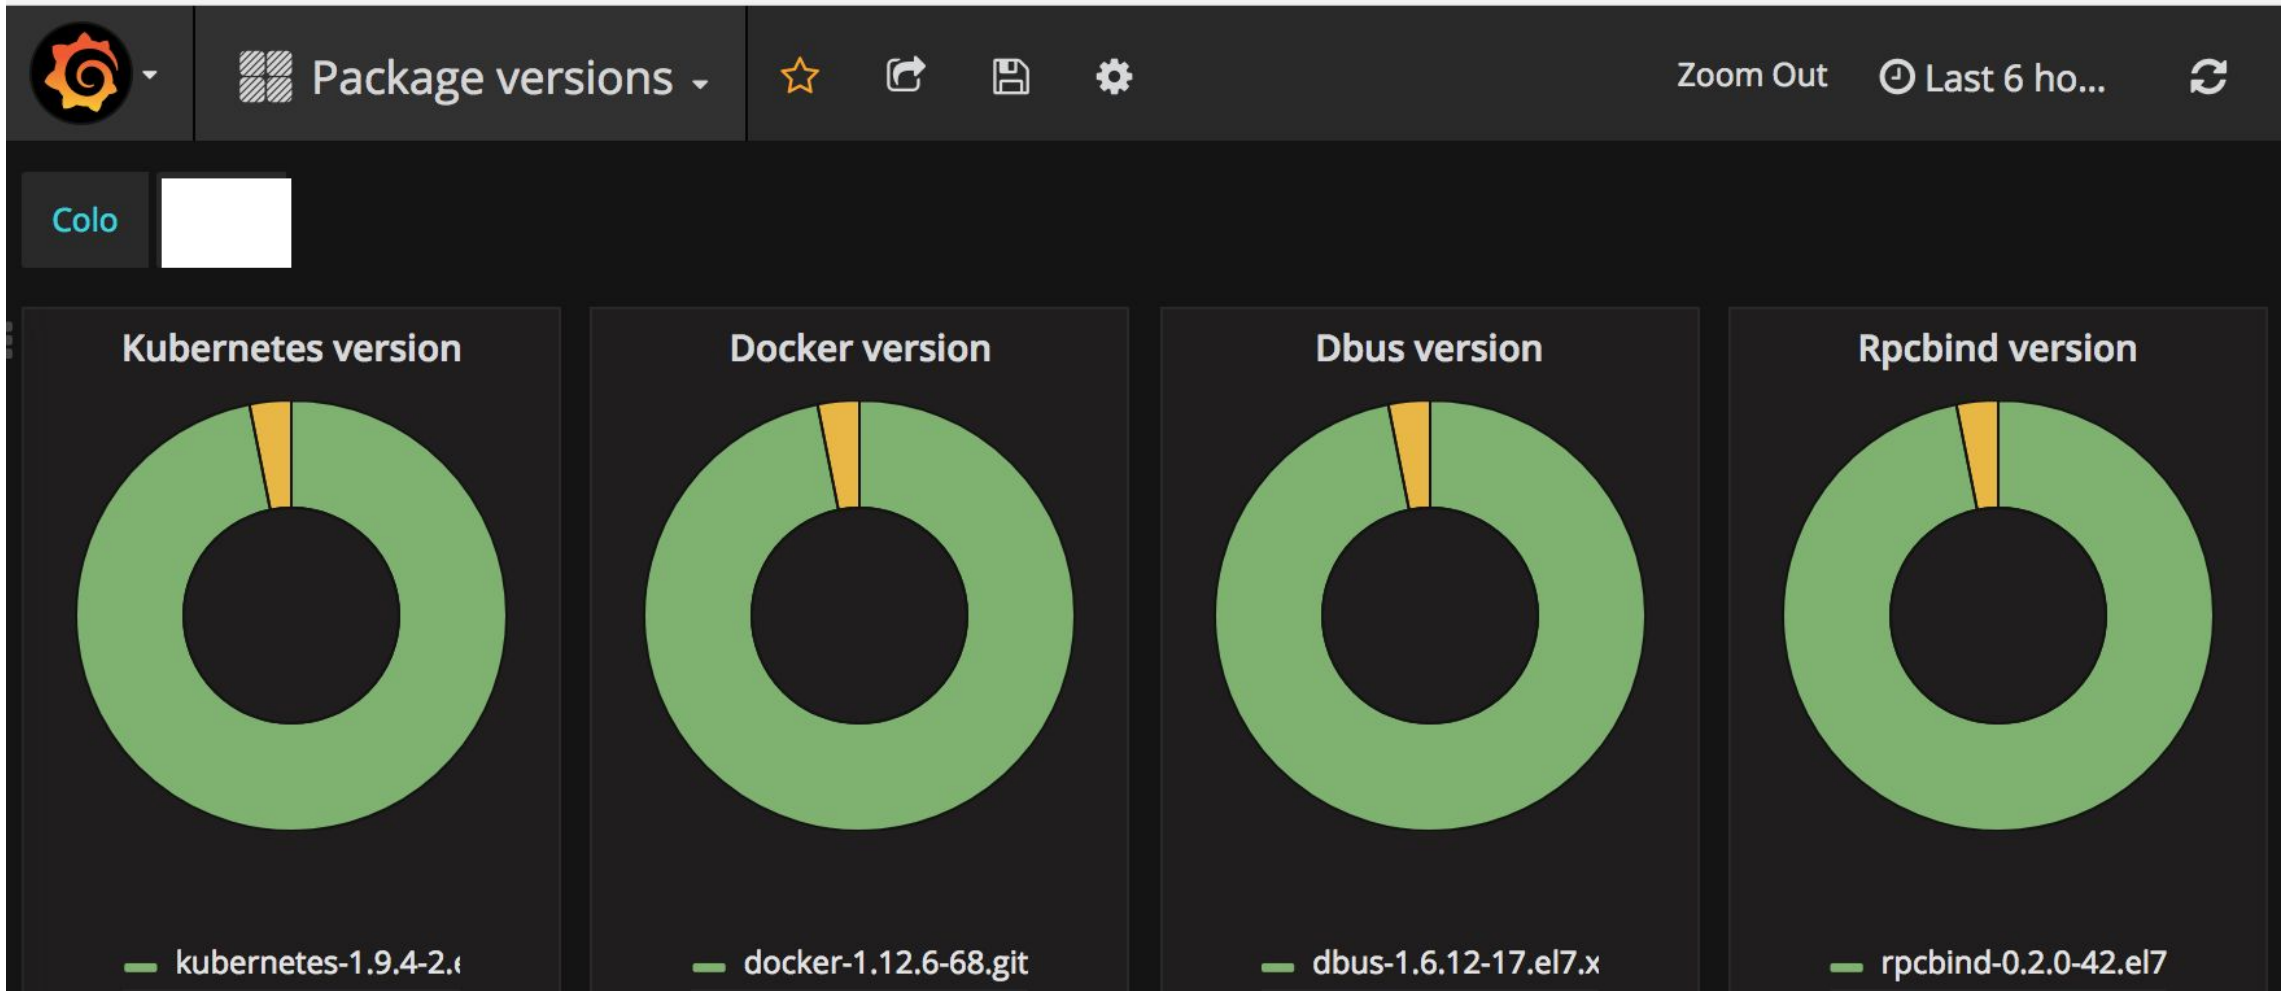 Package versions
Zoom Out
Last 6 ho...
Colo
Kubernetes version
Docker version
Dbus version
Rpcbind version
kubernetes-1.9.4-2.
docker-1.12.6-68.git
dbus-1.6.12-17.el7.x
rpcbind-0.2.0-42.el7